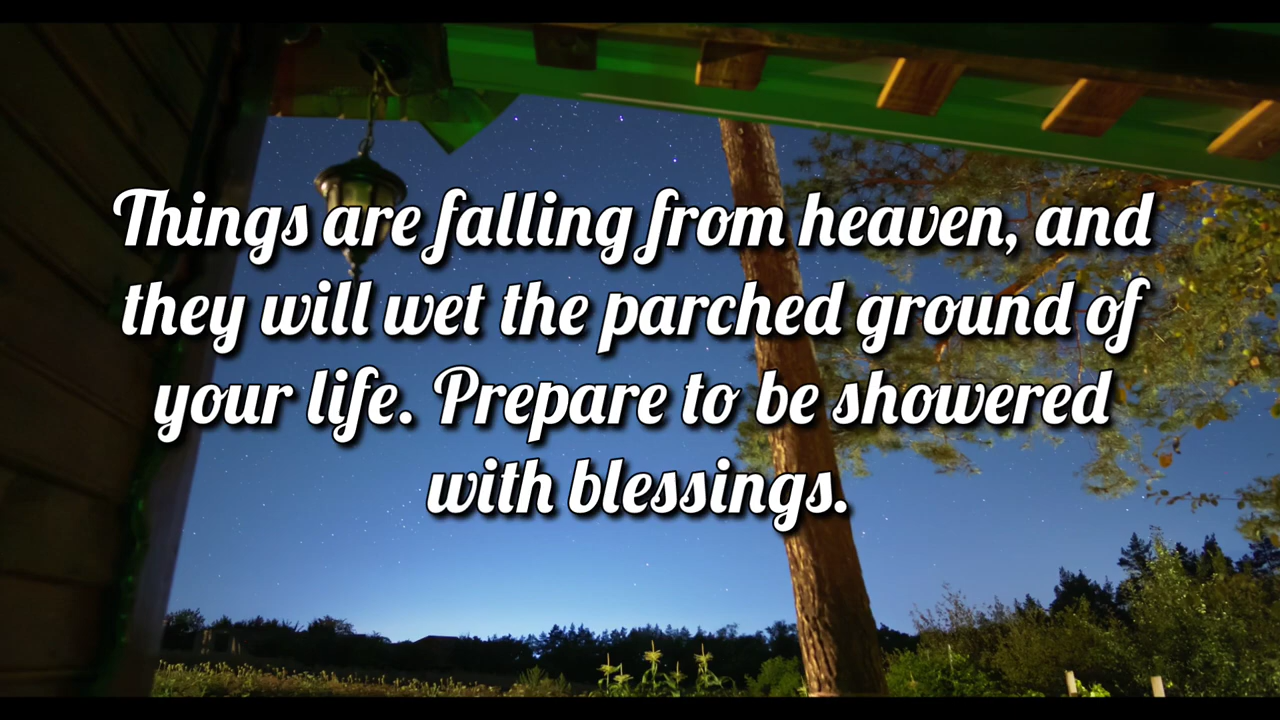 Things are falling from heaven, and
they will wet the parched ground of
your life. Prepare to be showered
with blessings.